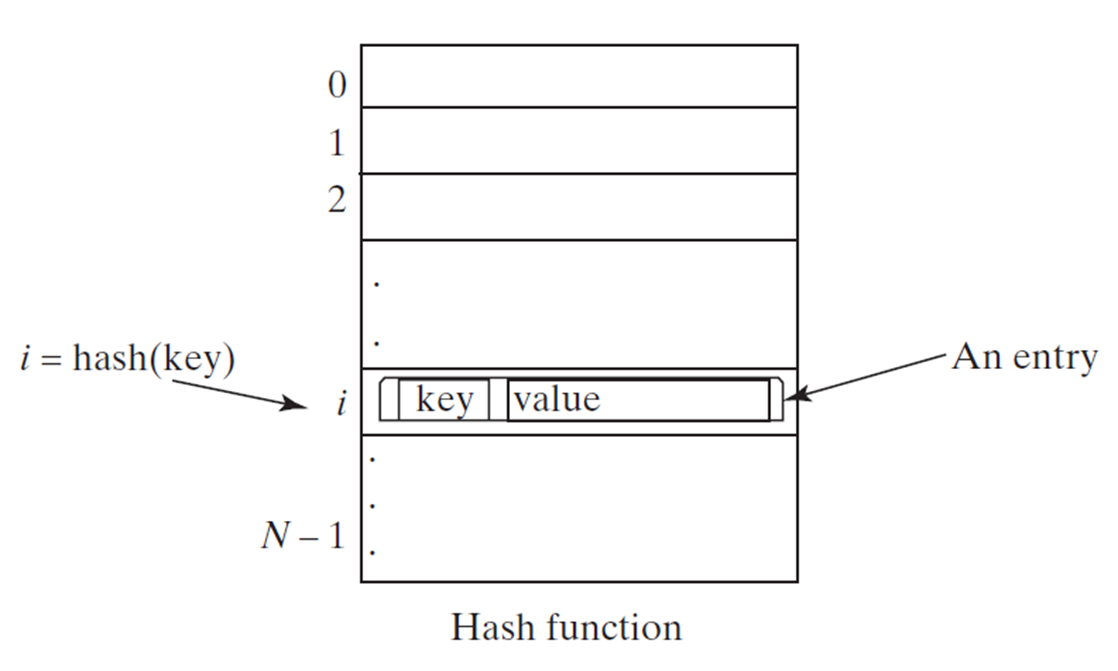 0
1
2
.
.
i = hash(key)
An entry
i key value
.
.
N – 1
.
Hash function